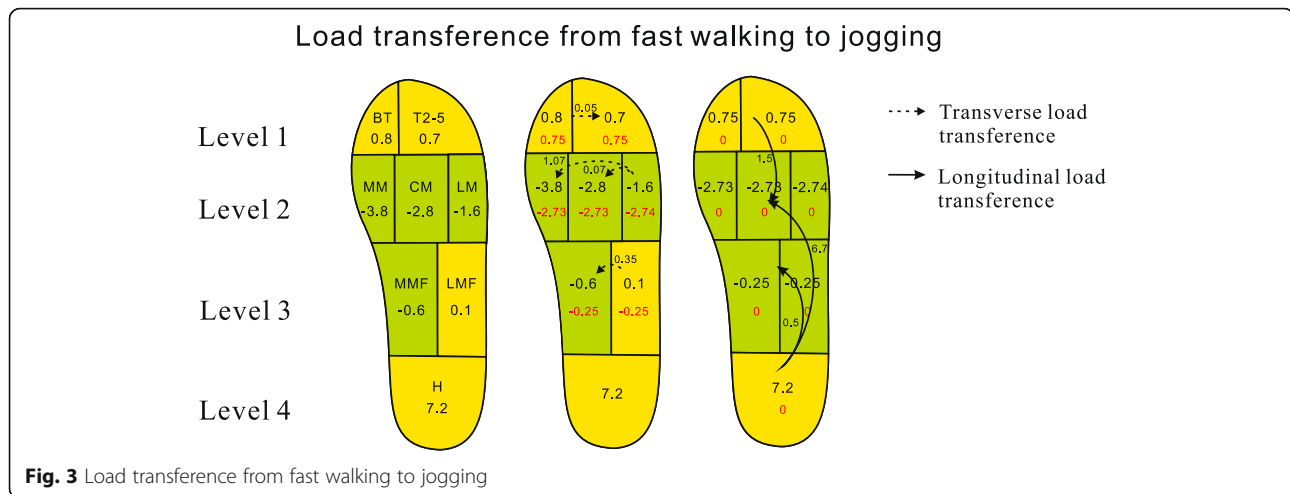 Load transference from fast walking to jogging
Level 1
Level 2
Level 3
Level 4
BT T2-5
0.8 0.7
MM CM LM
-3.8 -2.8 -1.6
MMF LMF
-0.6 0.1
H
7.2
0.05
0.8 0.7
0.75 0.75
1.07
0.07
-3.8 -2.8 -1.6
-2.73 -2.73 -2.74
0.35
-0.6 0.1
-0.25 -0.25
7.2
0.75 0.75
0 0
1.5
-2.73 -2.73 -2.74
0 0 0
6.7
-0.25 -0.25
0 0
0.5
7.2
0
Transverse load
transference
Longitudinal load
transference
Fig. 3 Load transference from fast walking to jogging